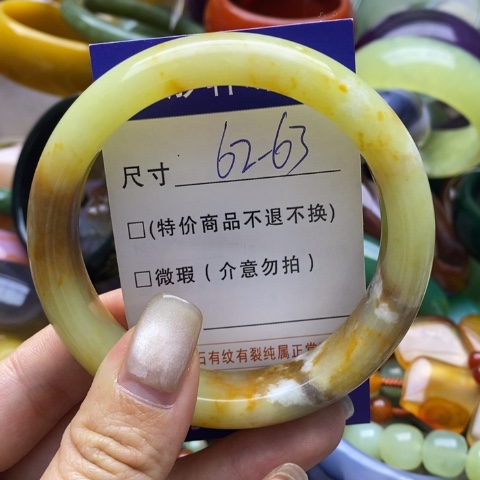 尺寸 62-63
□(特价商品不退不换)
□微瑕(介意勿拍)
石有纹有裂纯属正常